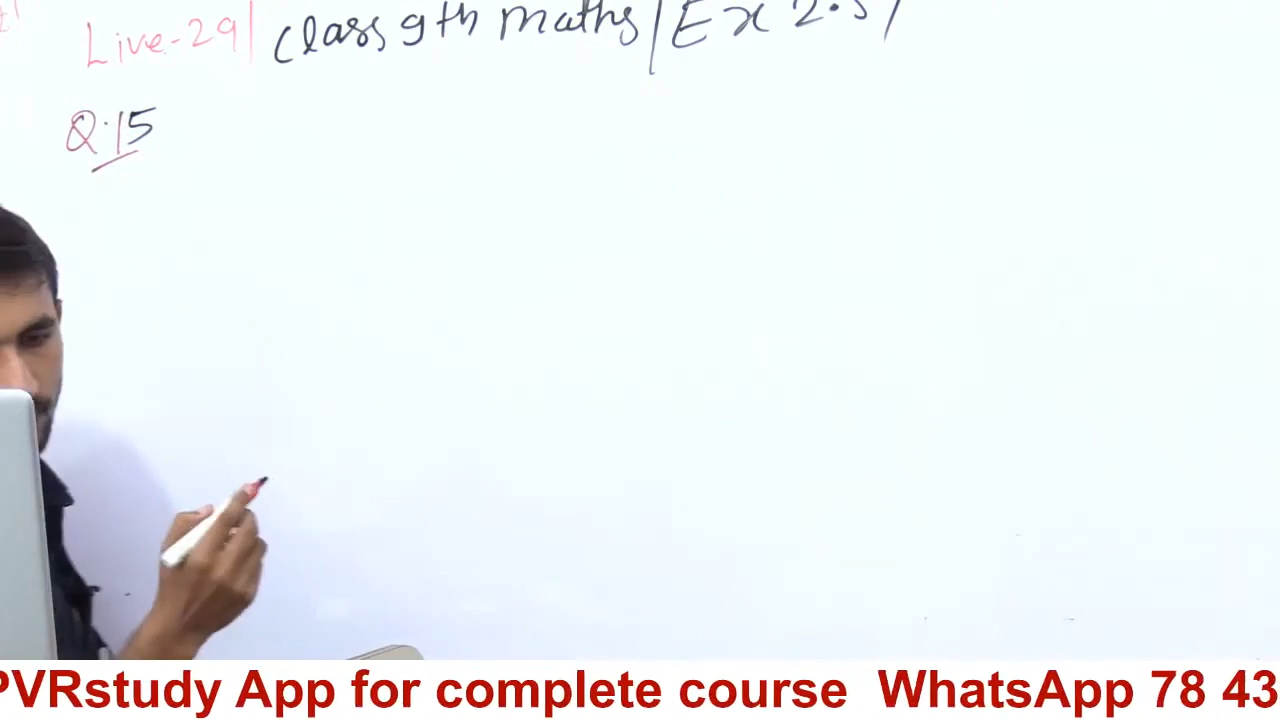 Live-29| Class 9th maths | Ex 2.5 /
Q.15
PVRstudy App for complete course WhatsApp 78 43